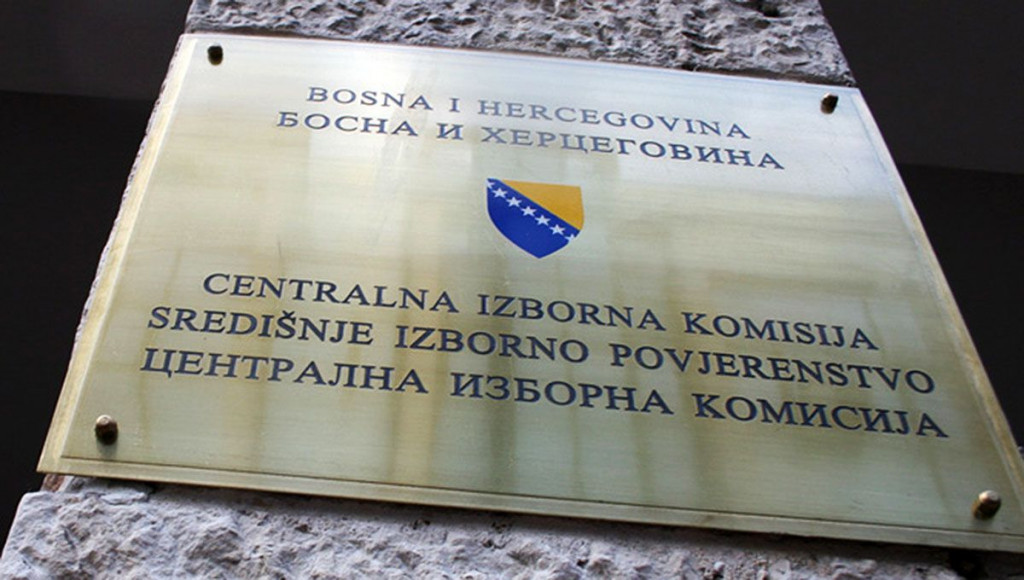 BOSNA I HERCEGOVINA
БОСНА И ХЕРЦЕГОВИНА
CENTRALNA IZBORNA KOMISIJA
SREDIŠNJE IZBORNO POVJERENSTVO
ЦЕНТРАЛНА ИЗБОРНА КОМИСИЈА